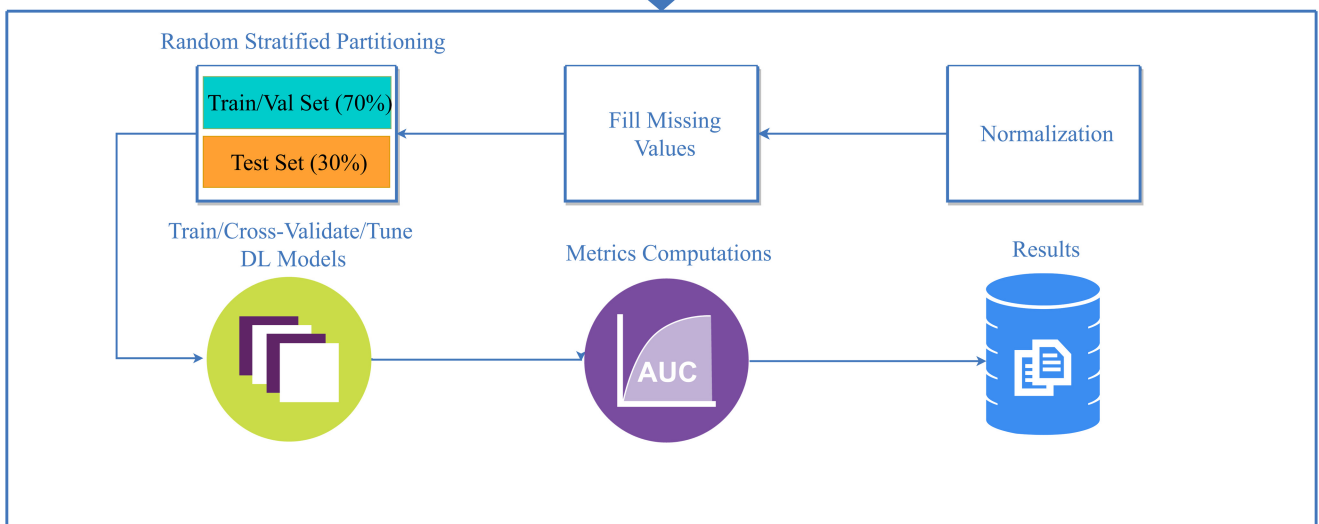 Random Stratified Partitioning
Train/Val Set (70%)
Test Set (30%)
Fill Missing
Values
Normalization
Train/Cross-Validate/Tune
DL Models
Metrics Computations
AUC
Results